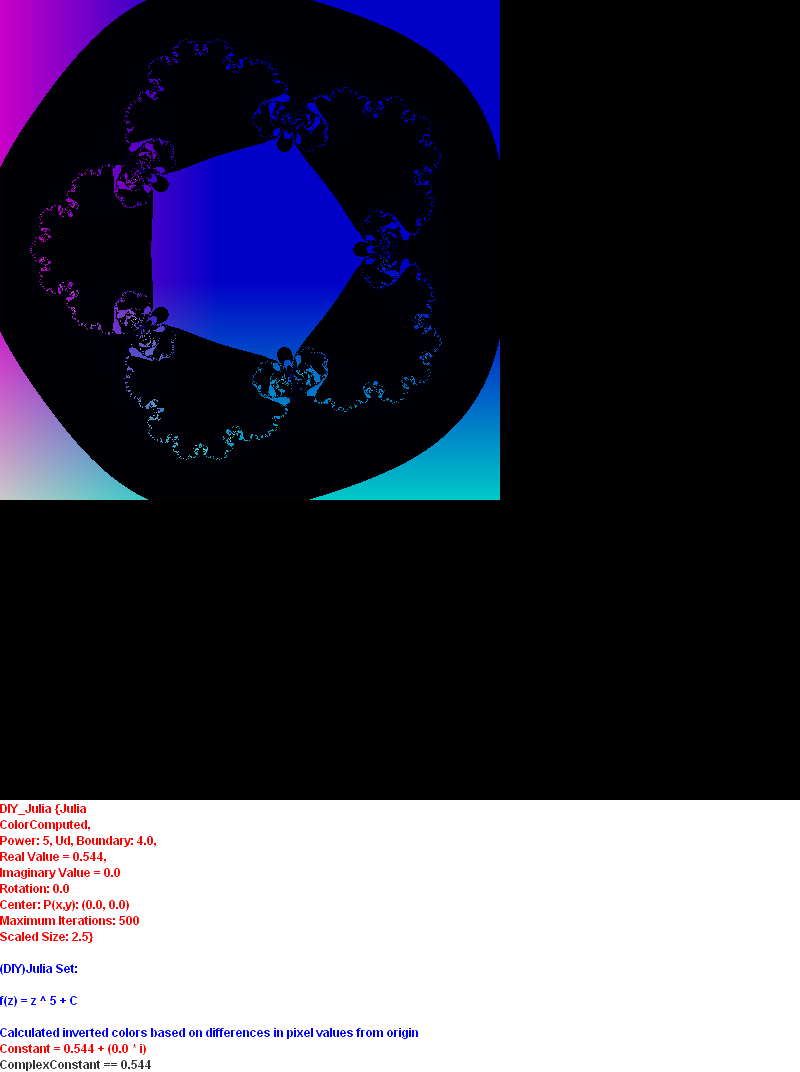 DIY_Julia {Julia
ColorComputed,
Power: 5, Ud, Boundary: 4.0,
Real Value = 0.544,
Imaginary Value = 0.0
Rotation: 0.0
Center: P(x,y): (0.0, 0.0)
Maximum Iterations: 500
Scaled Size: 2.5}
(DIY)Julia Set:
f(z) = z ^ 5 + C
Calculated inverted colors based on differences in pixel values from origin
Constant = 0.544 + (0.0 * i)
ComplexConstant == 0.544